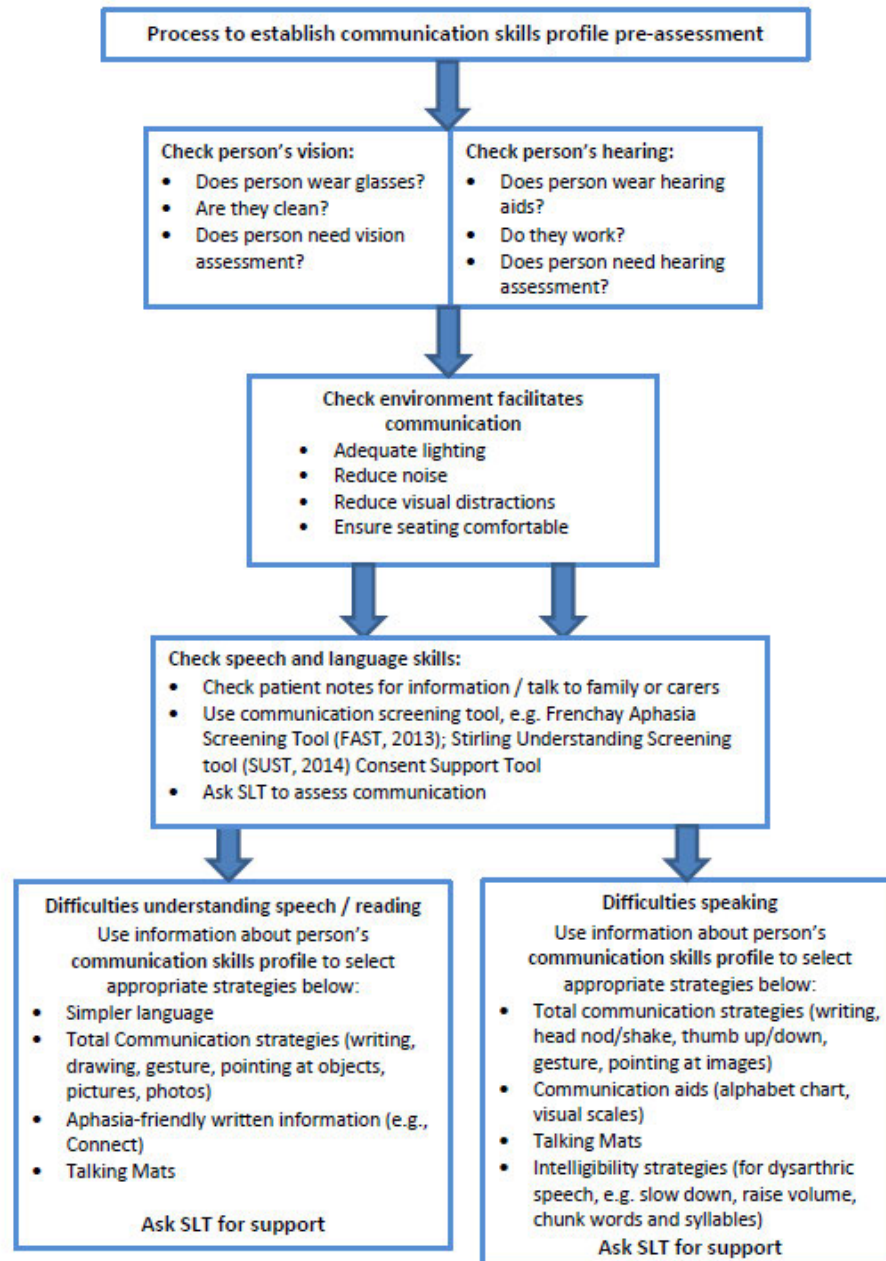 Process to establish communication skills profile pre-assessment
Check person's vision:
• Does person wear glasses?
• Are they clean?
• Does person need vision
assessment?
Check person's hearing:
• Does person wear hearing
aids?
• Do they work?
• Does person need hearing
assessment?
Check environment facilitates
communication
• Adequate lighting
• Reduce noise
• Reduce visual distractions
• Ensure seating comfortable
Check speech and language skills:
• Check patient notes for information / talk to family or carers
• Use communication screening tool, e.g. Frenchay Aphasia
Screening Tool (FAST, 2013); Stirling Understanding Screening
tool (SUST, 2014) Consent Support Tool
• Ask SLT to assess communication
Difficulties understanding speech / reading
Use information about person's
communication skills profile to select
appropriate strategies below:
• Simpler language
• Total Communication strategies (writing,
drawing, gesture, pointing at objects,
pictures, photos)
• Aphasia-friendly written information (e.g.,
Connect)
• Talking Mats
Ask SLT for support
Difficulties speaking
Use information about person's
communication skills profile to select
appropriate strategies below:
• Total communication strategies (writing,
head nod/shake, thumb up/down,
gesture, pointing at images)
• Communication aids (alphabet chart,
visual scales)
• Talking Mats
• Intelligibility strategies (for dysarthric
speech, e.g. slow down, raise volume,
chunk words and syllables)
Ask SLT for support